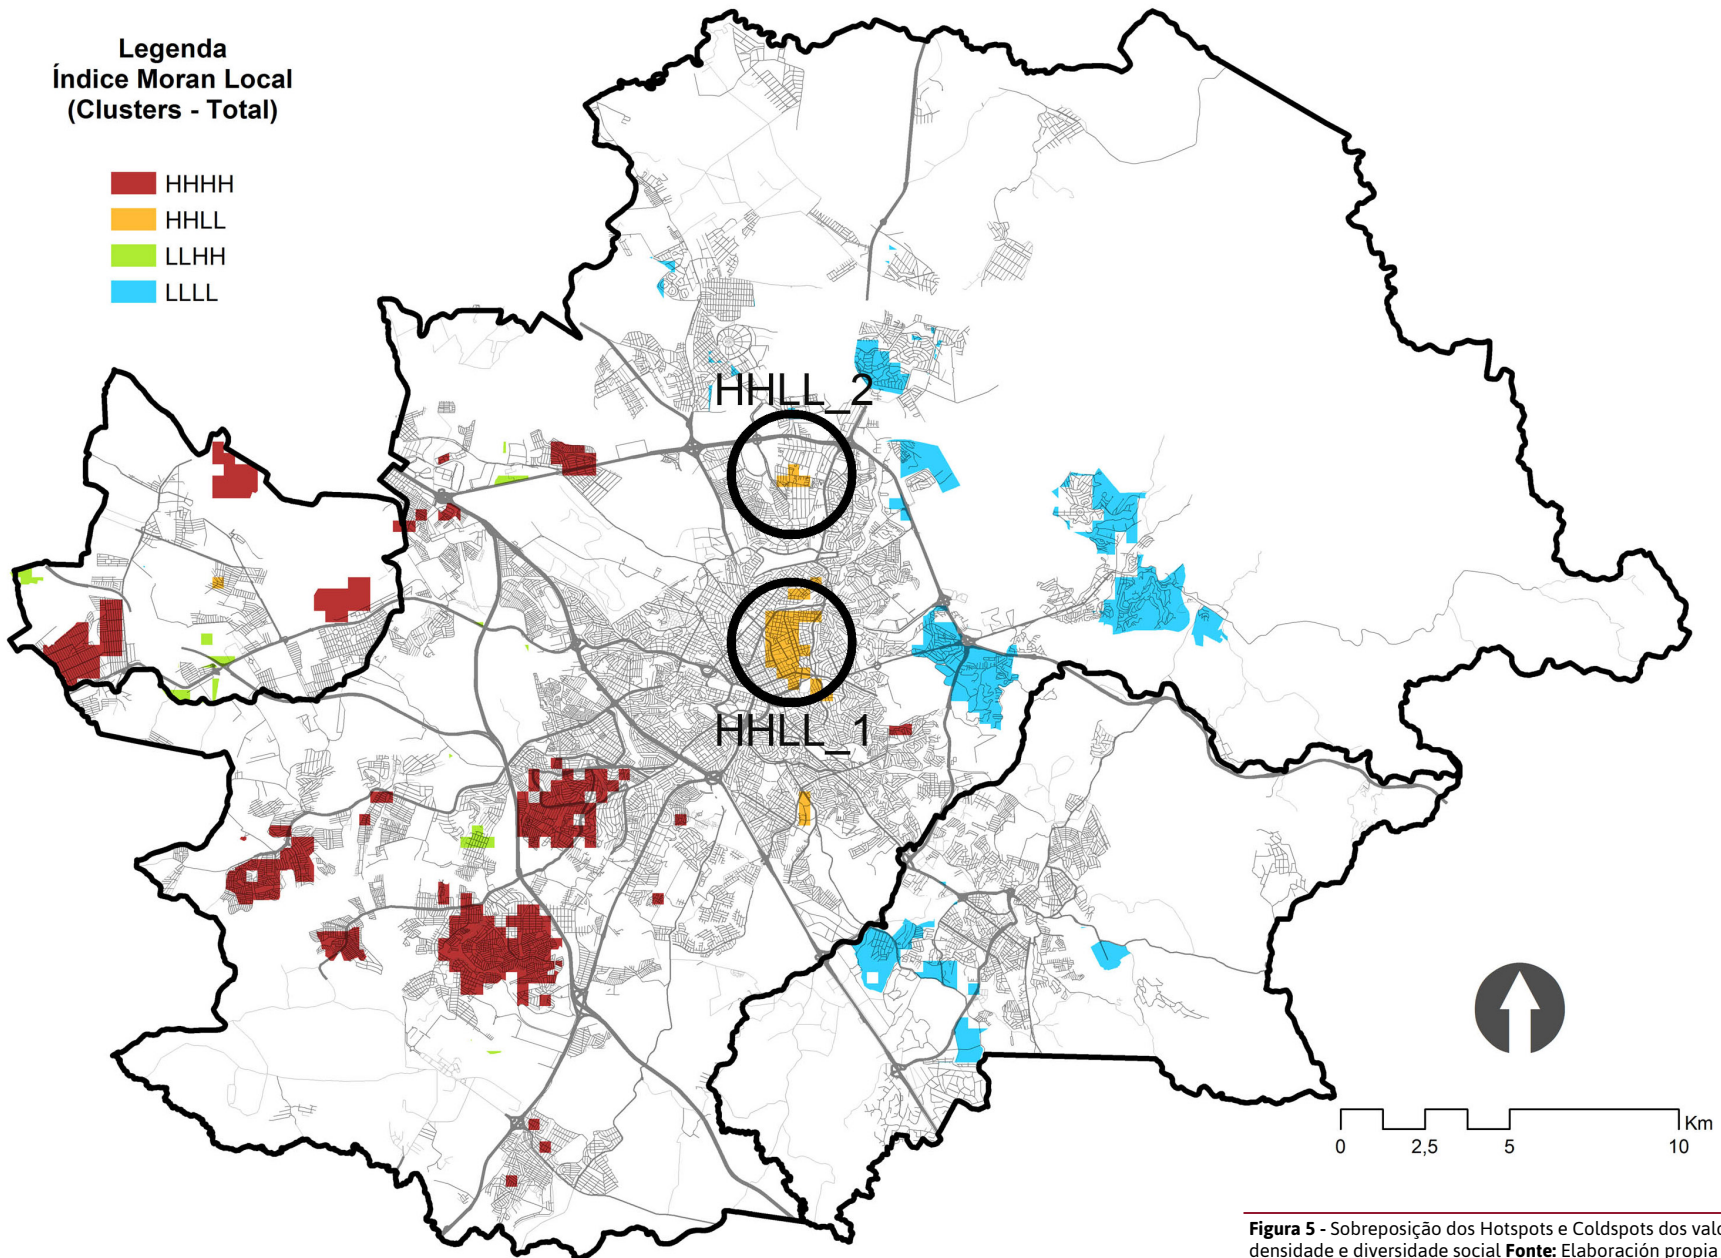 Legenda
Índice Moran Local
(Clusters - Total)
HHHH
HHLL
LLHH
LLLL
HHLL_2
HHLL_1
Km
0 2,5 5 10
Figura 5 - Sobreposição dos Hotspots e Coldspots dos
densidade e diversidade social Fonte: Elaboración propia